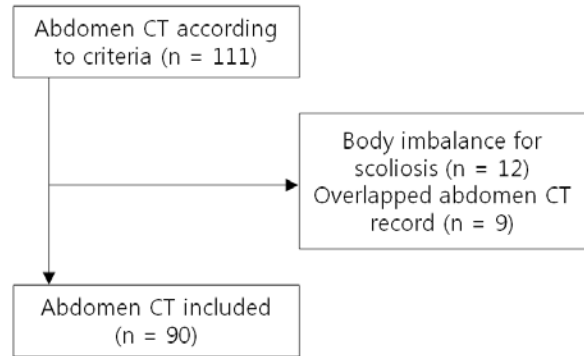 Abdomen CT according
to criteria (n = 111)
Body imbalance for
scoliosis (n = 12)
Overlapped abdomen CT
record (n = 9)
Abdomen CT included
(n = 90)